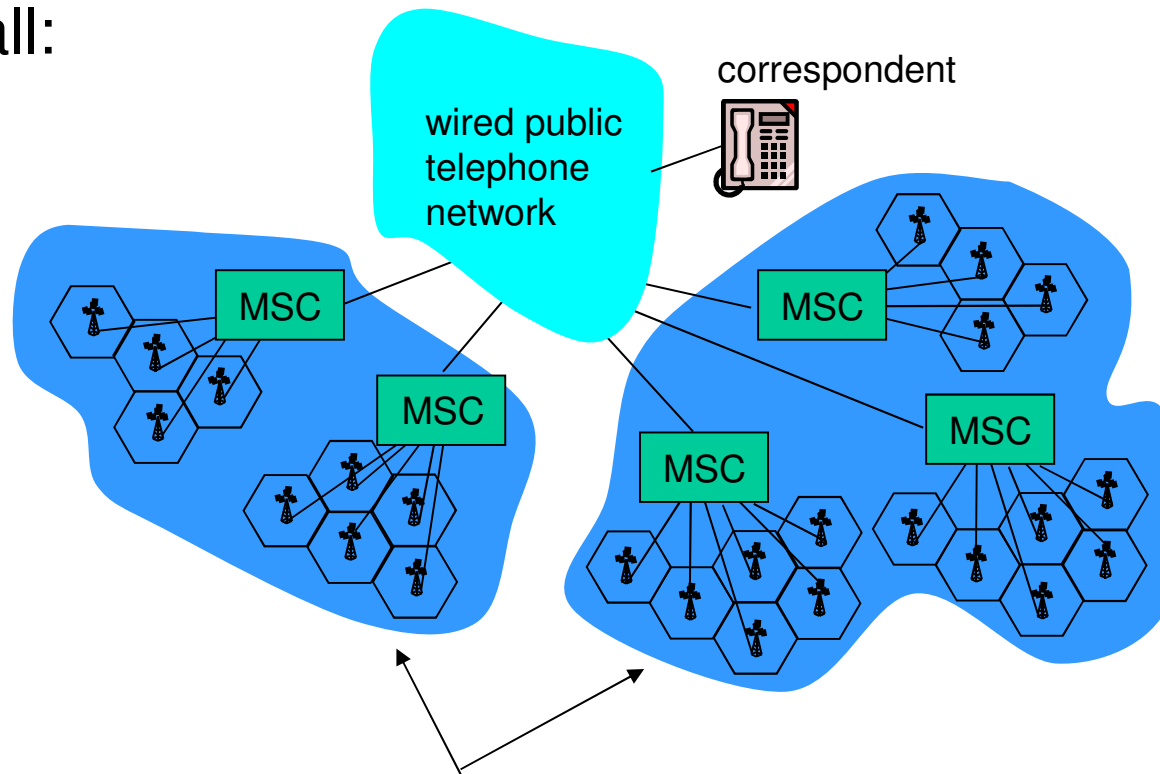 all:
correspondent
wired public
telephone
network
MSC
MSC
MSC
MSC
MSC